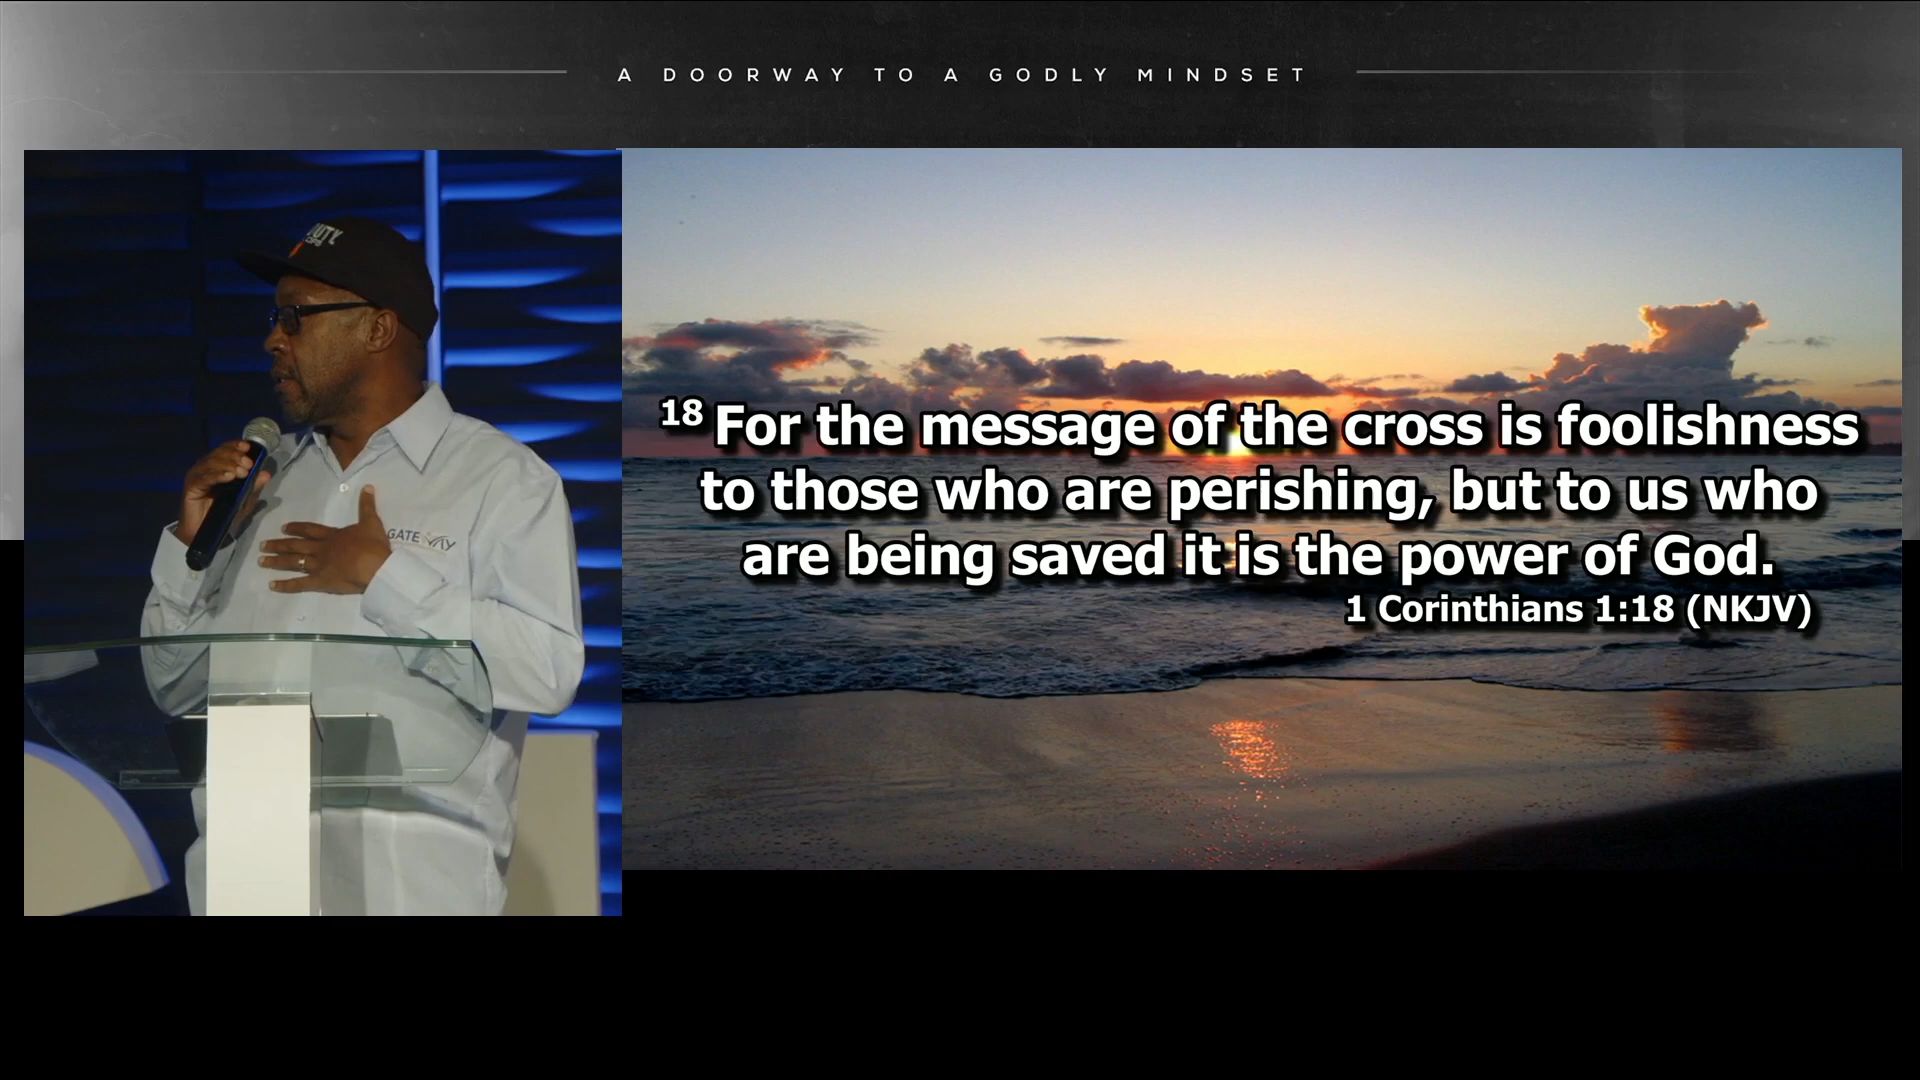 A DOORWAY TO A GODLY MINDSET
UTY
GATEWAY
18 For the message of the cross is foolishness
to those who are perishing, but to us who
are being saved it is the power of God.
1 Corinthians 1:18 (NKJV)